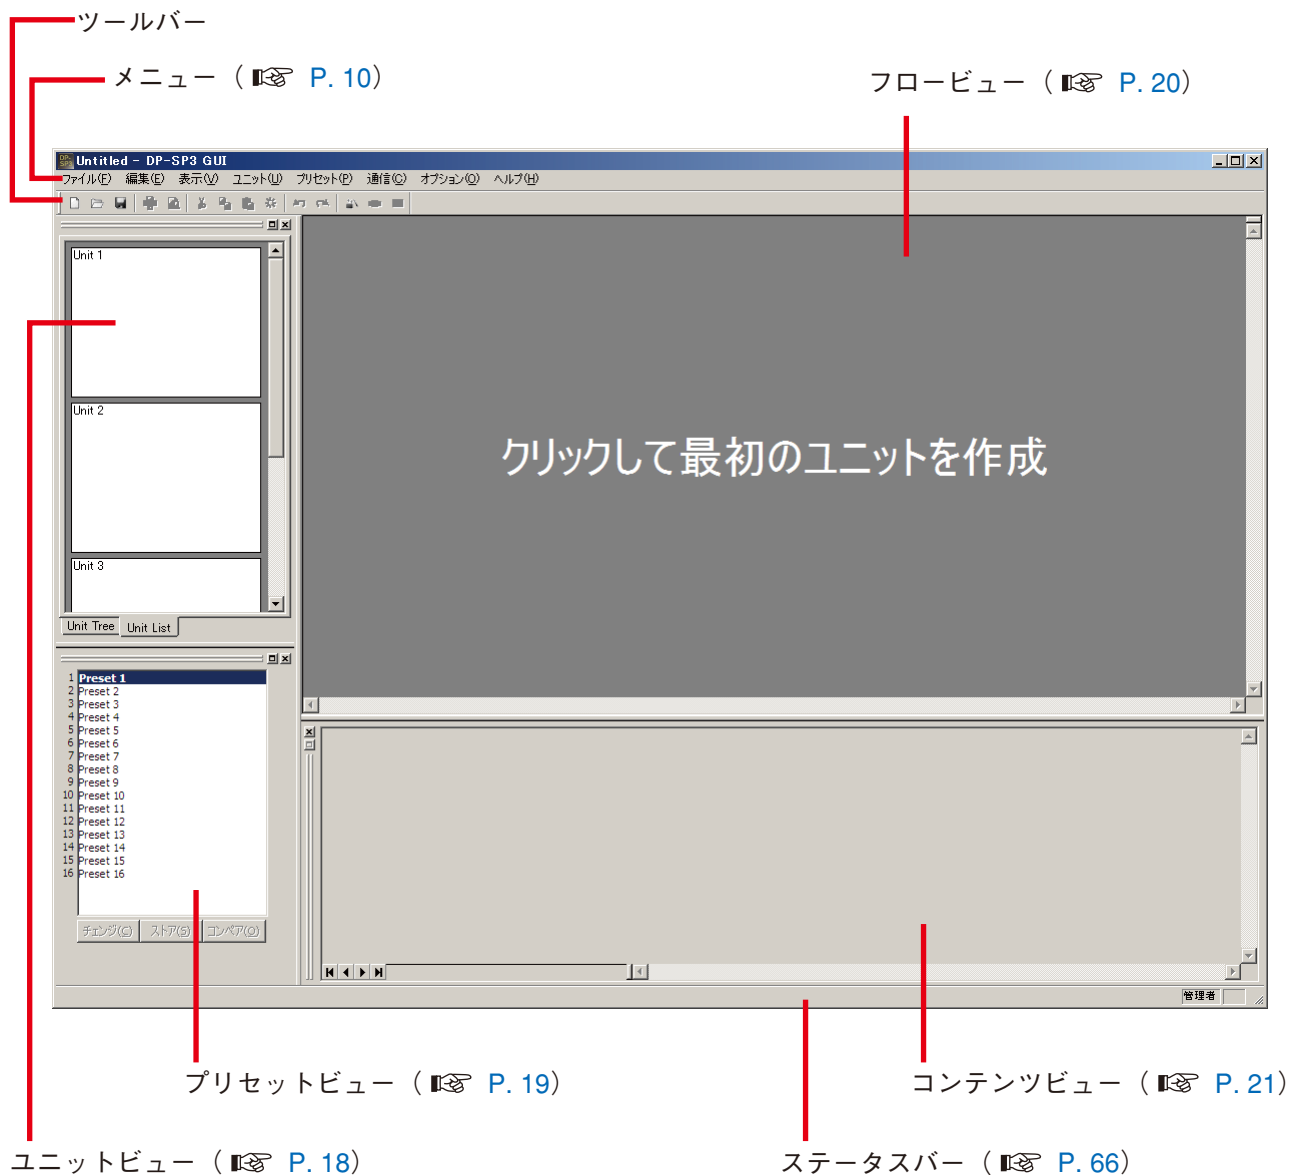 ツールバー
メニュー（☞ P. 10）
フロービュー（☞ P. 20）
DP-SP3 Untitled - DP-SP3 GUI
ファイル(F) 編集(E) 表示(V) ユニット(U) プリセット(P) 通信(C) オプション(O) ヘルプ(H)
Unit 1
Unit 2
Unit 3
Unit Tree Unit List
クリックして最初のユニットを作成
1 Preset 1
2 Preset 2
3 Preset 3
4 Preset 4
5 Preset 5
6 Preset 6
7 Preset 7
8 Preset 8
9 Preset 9
10 Preset 10
11 Preset 11
12 Preset 12
13 Preset 13
14 Preset 14
15 Preset 15
16 Preset 16
チェンジ(C) ストア(S) コンペア(O)
管理者
プリセットビュー（☞ P. 19）
コンテンツビュー（☞ P. 21）
ユニットビュー（☞ P. 18）
ステータスバー（☞ P. 66）